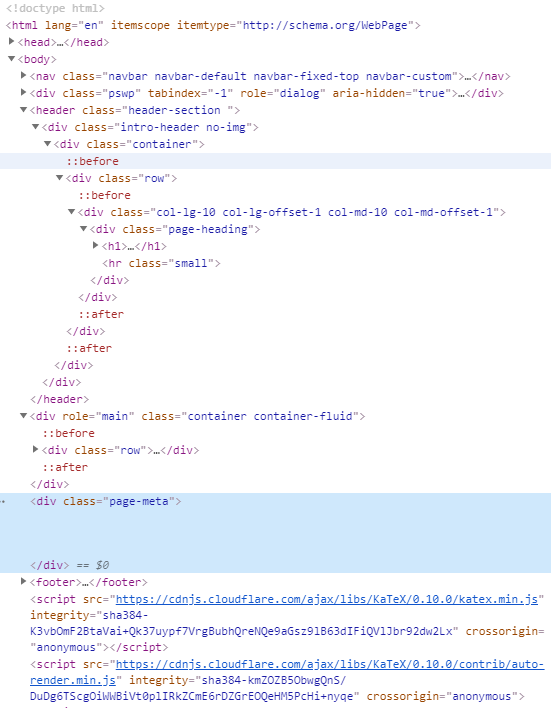 <!doctype html>
<html lang="en" itemscope itemtype="http://schema.org/WebPage">
<head>…</head>
<body>
<nav class="navbar navbar-default navbar-fixed-top navbar-custom">…</nav>
<div class="pswp" tabindex="-1" role="dialog" aria-hidden="true">…</div>
<header class="header-section ">
<div class="intro-header no-img">
<div class="container">
::before
<div class="row">
::before
<div class="col-lg-10 col-lg-offset-1 col-md-10 col-md-offset-1">
<div class="page-heading">
<h1>…</h1>
<hr class="small">
</div>
</div>
::after
</div>
::after
</div>
</div>
</header>
<div role="main" class="container container-fluid">
::before
<div class="row">…</div>
::after
</div>
<div class="page-meta">
</div> == $0
<footer>…</footer>
<script src="https://cdnjs.cloudflare.com/ajax/libs/KaTeX/0.10.0/katex.min.js"
integrity="sha384-
K3vbOmF2BtaVai+Qk37uypf7VrgBubhQreNQe9aGsz9lB63dIFiQVlJbr92dw2Lx" crossorigin=
"anonymous"></script>
<script src="https://cdnjs.cloudflare.com/ajax/libs/KaTeX/0.10.0/contrib/auto-
render.min.js" integrity="sha384-kmZOZB5ObwgQnS/
DuDg6TScgOiWWBiVt0plIRkZCmE6rDZGrEOQeHM5PcHi+nyqe" crossorigin="anonymous">